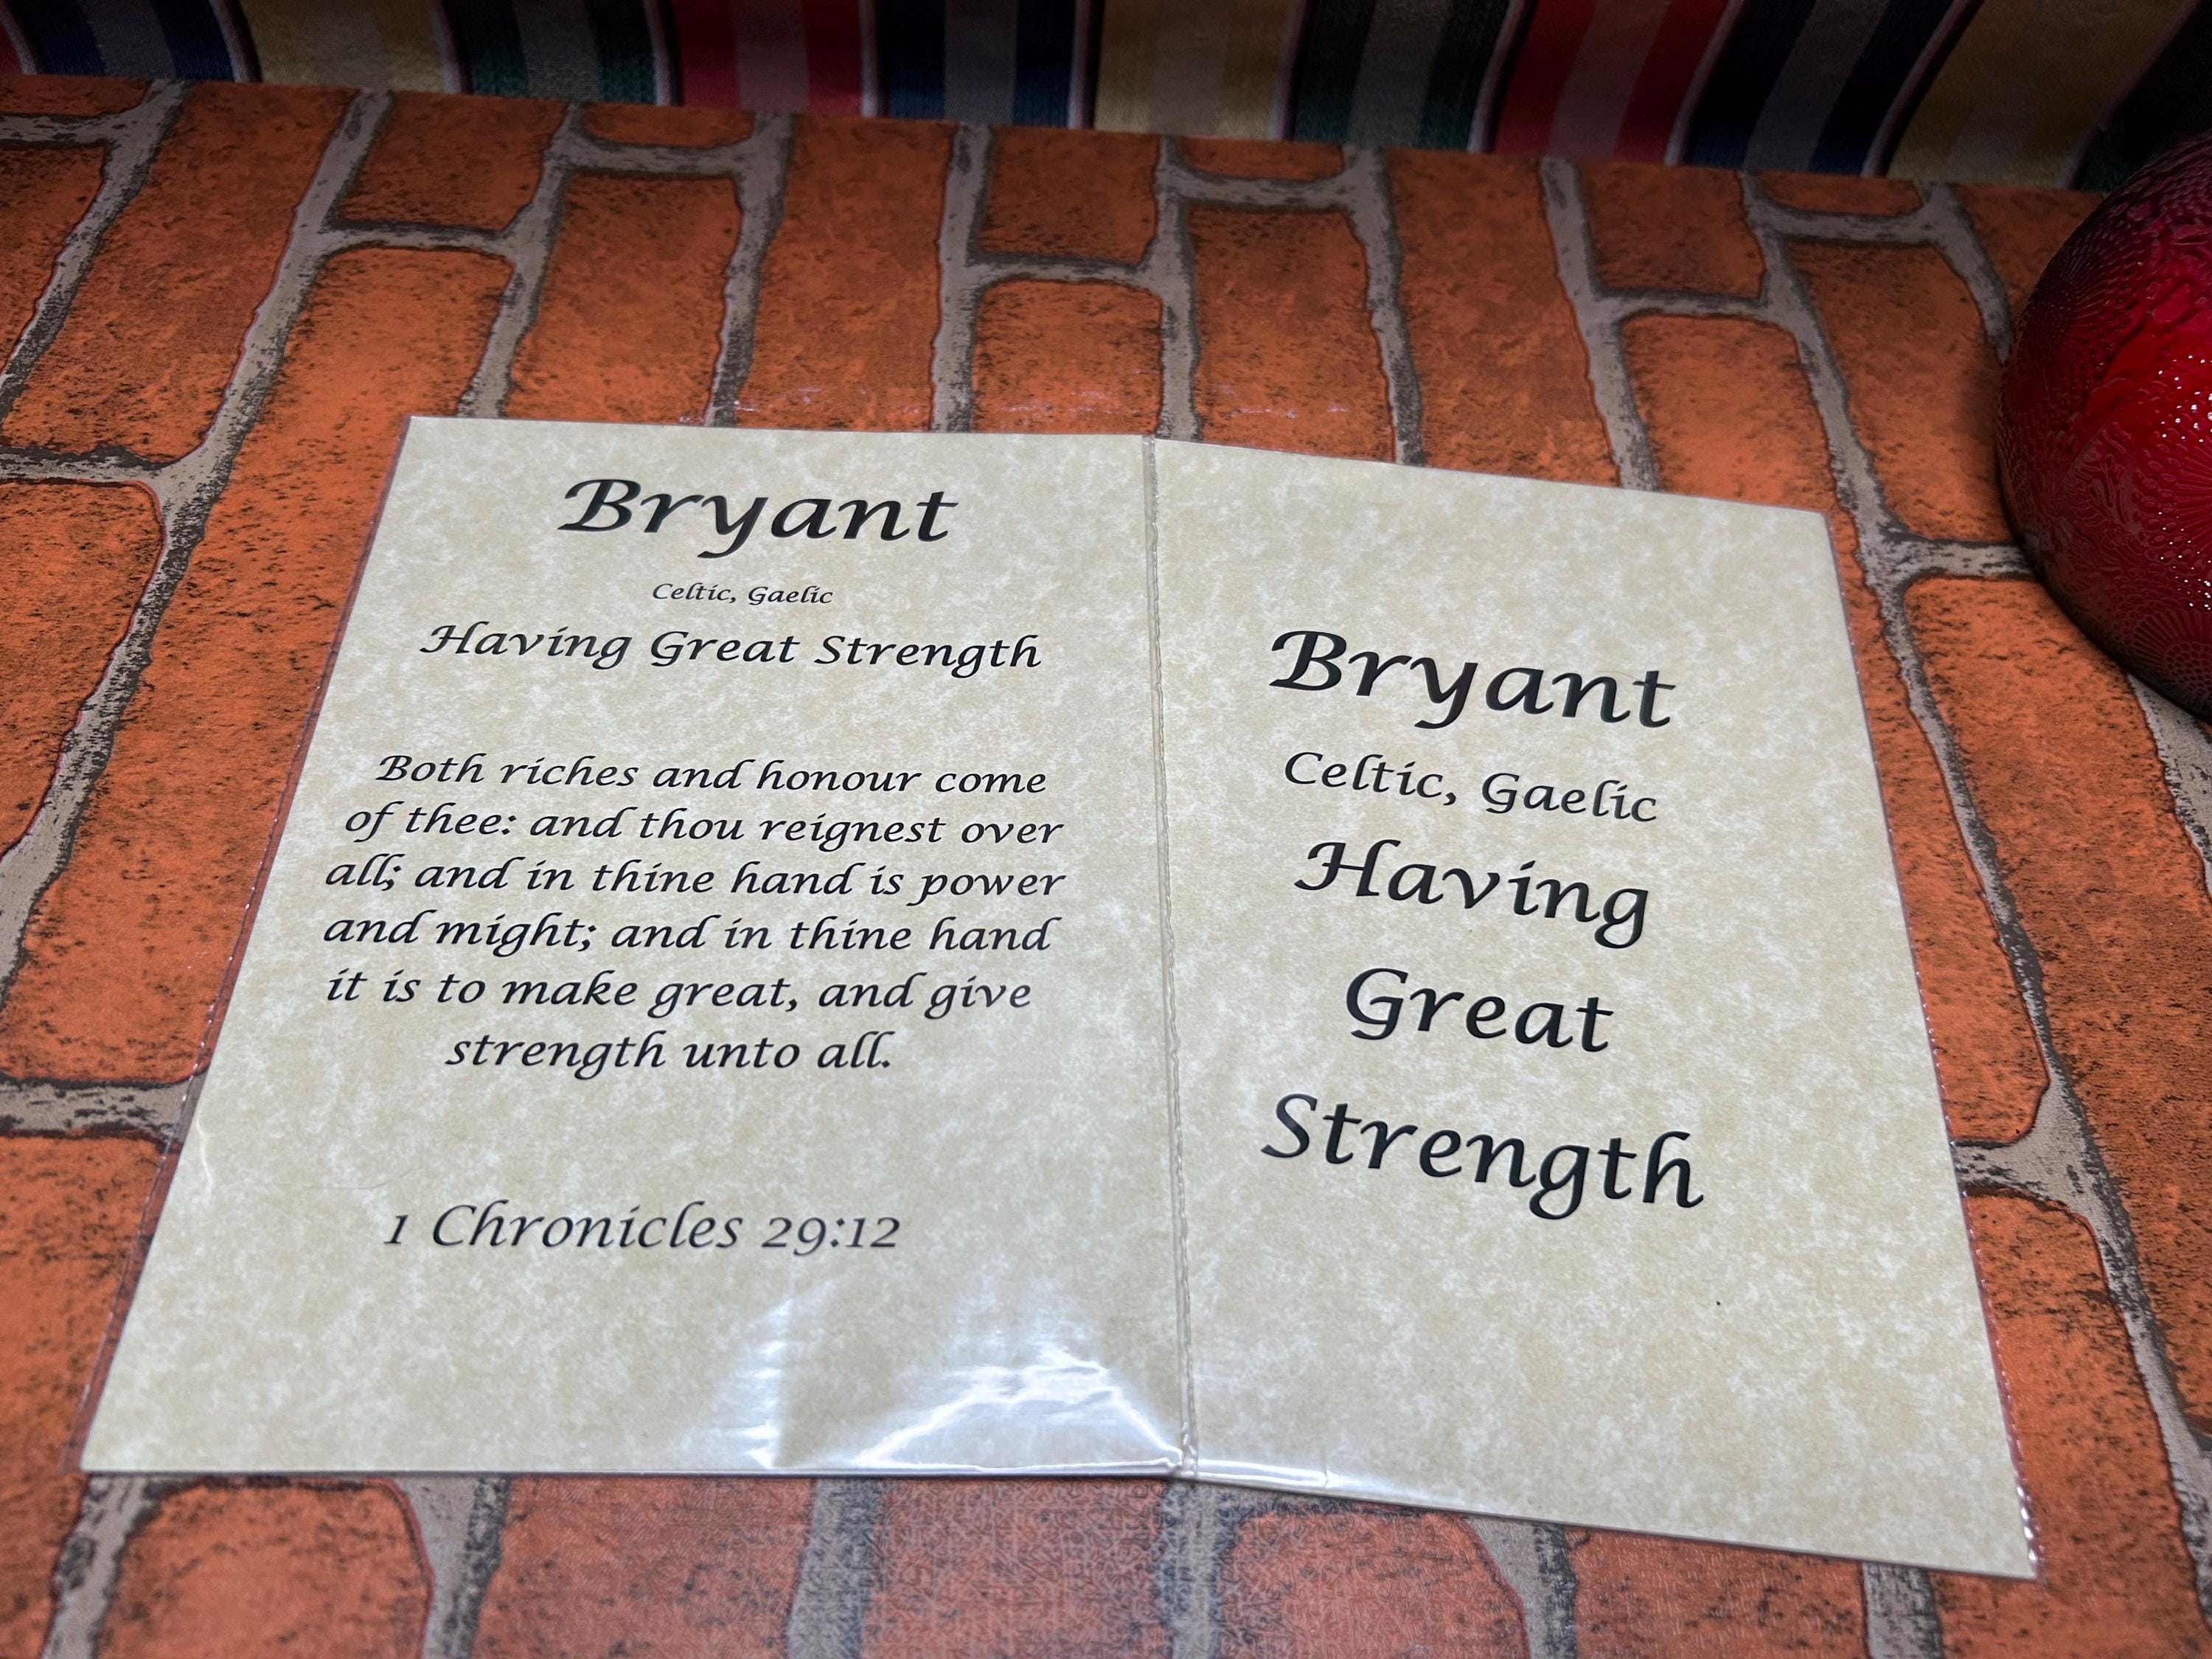 Bryant
Celtic, Gaelic
Having Great Strength
Both riches and honour come
of thee: and thou reignest over
all; and in thine hand is power
and might; and in thine hand
it is to make great, and give
strength unto all.
1 Chronicles 29:12
Bryant
Celtic, Gaelic
Having
Great
Strength